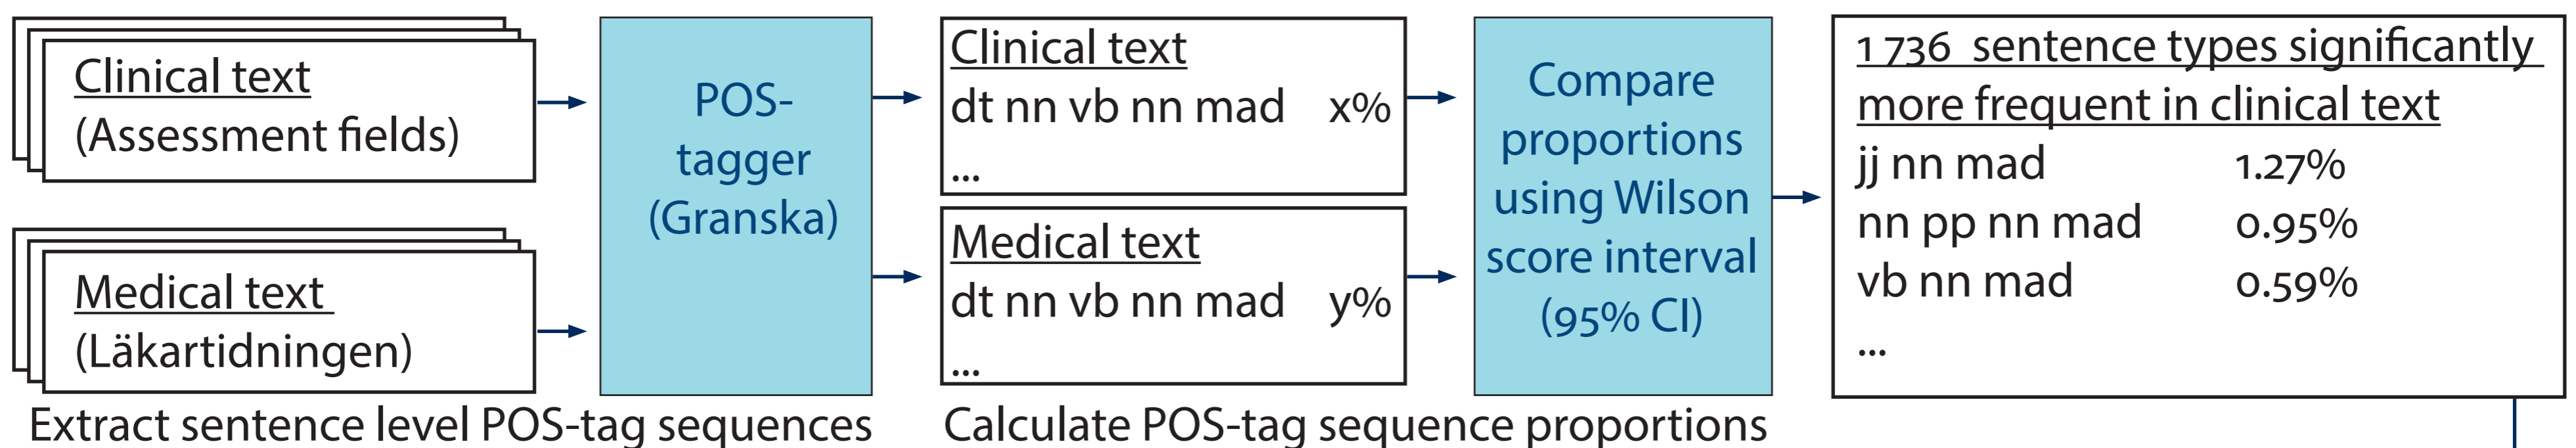 Clinical text
(Assessment fields)
Medical text
(Läkartidningen)
Extract sentence level POS-tag sequences
POS-
tagger
(Granska)
Clinical text
dt nn vb nn mad x%
...
Medical text
dt nn vb nn mad y%
...
Calculate POS-tag sequence proportions
Compare
proportions
using Wilson
score interval
(95% CI)
1 736 sentence types significantly
more frequent in clinical text
jj nn mad 1.27%
nn pp nn mad 0.95%
vb nn mad 0.59%
...